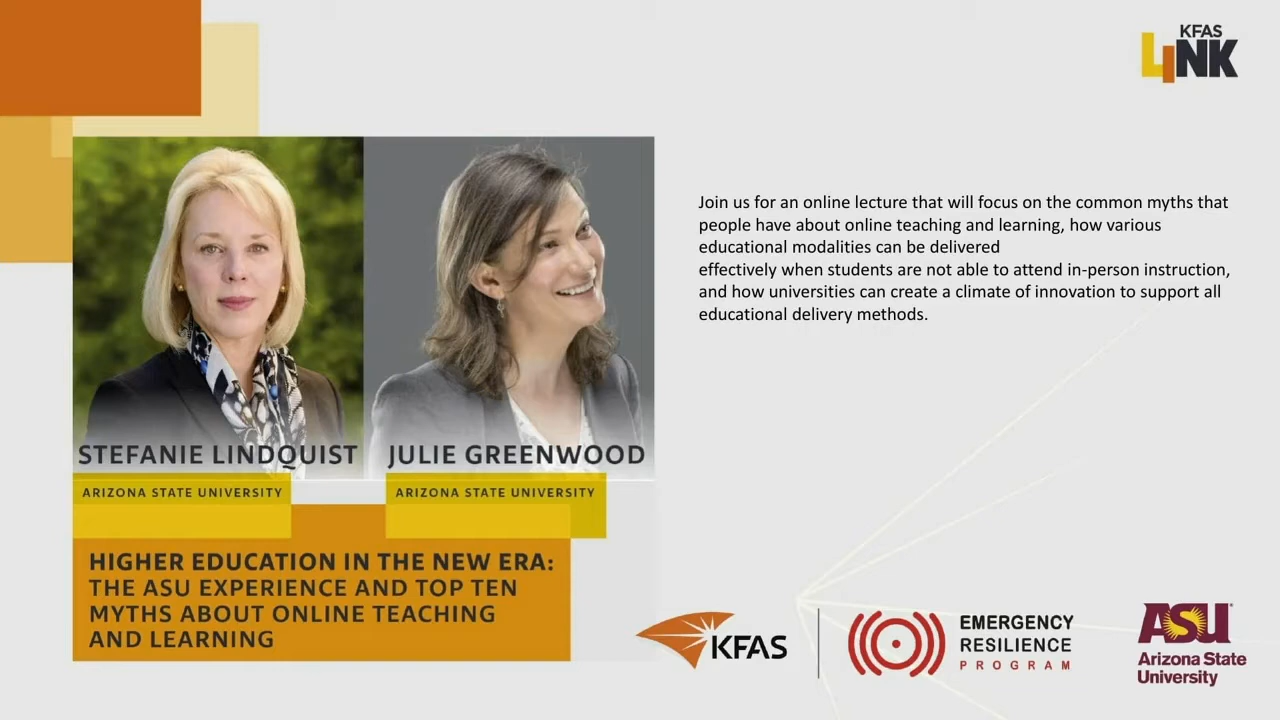 KFAS
LINK
Join us for an online lecture that will focus on the common myths that
people have about online teaching and learning, how various
educational modalities can be delivered
effectively when students are not able to attend in-person instruction,
and how universities can create a climate of innovation to support all
educational delivery methods.
STEFANIE LINDQUIST
JULIE GREENWOOD
ARIZONA STATE UNIVERSITY
ARIZONA STATE UNIVERSITY
HIGHER EDUCATION IN THE NEW ERA:
THE ASU EXPERIENCE AND TOP TEN
MYTHS ABOUT ONLINE TEACHING
AND LEARNING
KFAS
EMERGENCY
RESILIENCE
PROGRAM
ASU
Arizona State
University